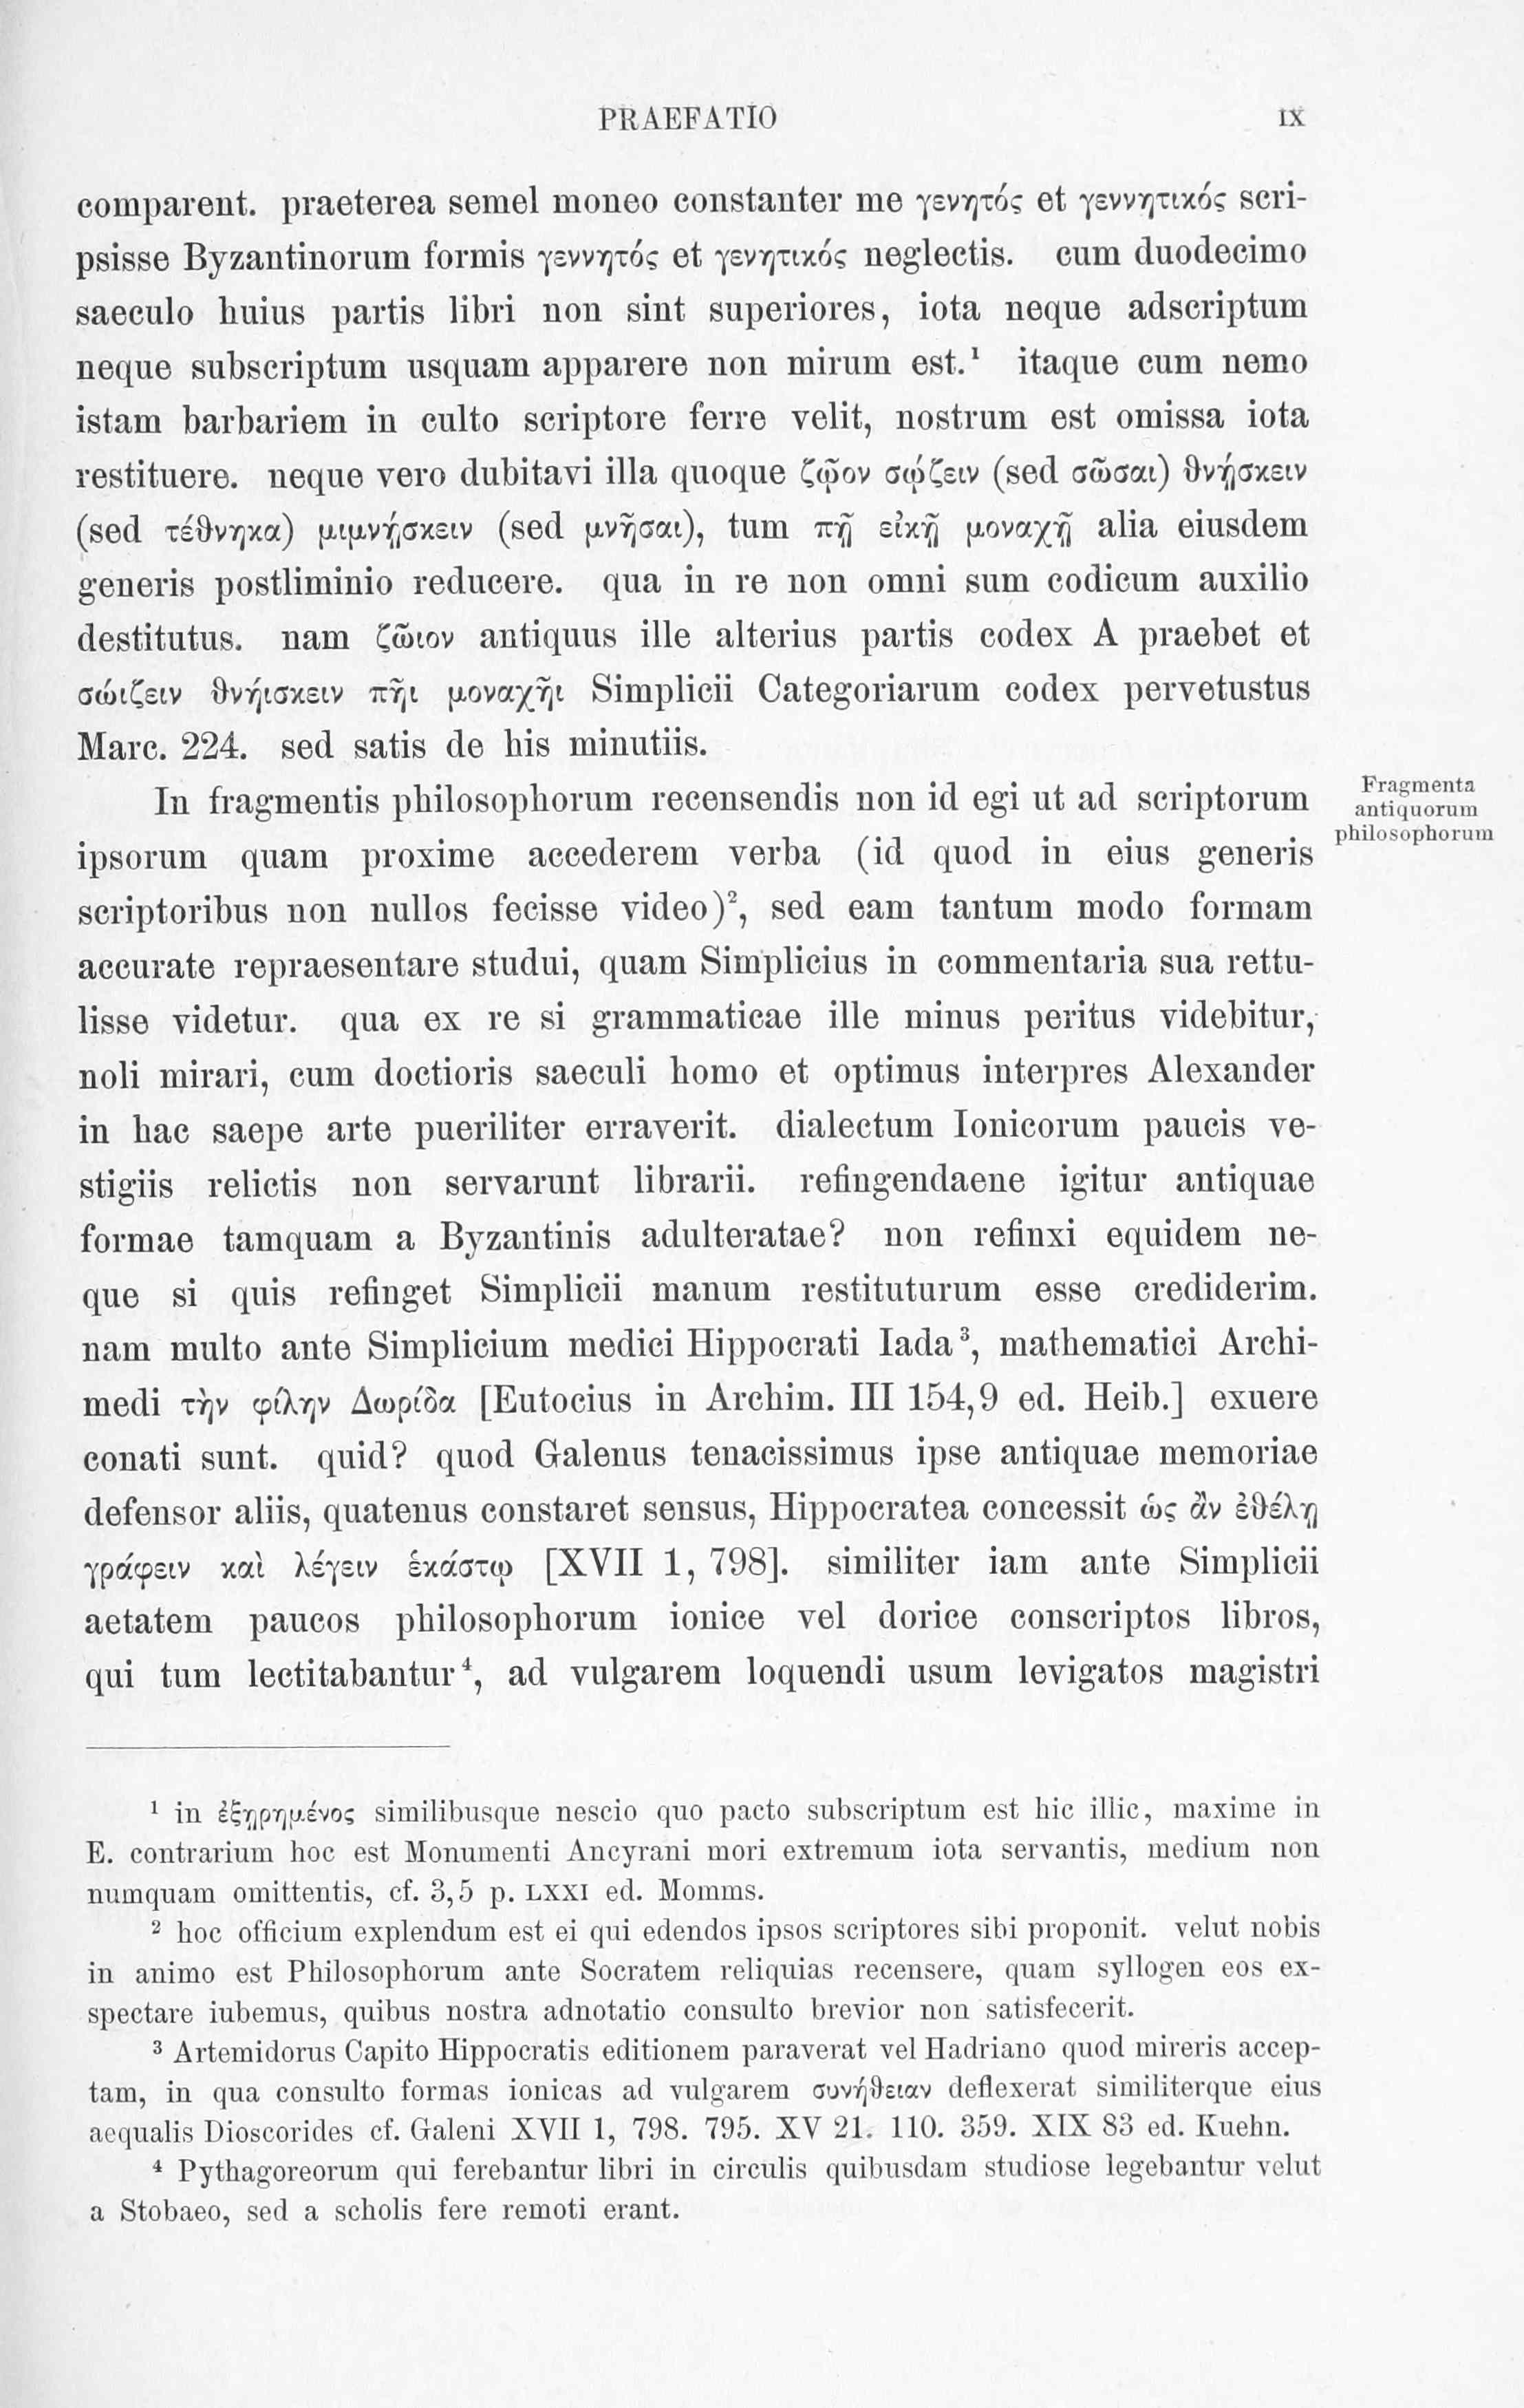 PRAEFATIO IX
comparent. praeterea semel moneo constanter me γενητός et γεννητικός scri-
psisse Byzantinorum formis γεννητός et γενητικός neglectis. cum duodecimo
saeculo huius partis libri non sint superiores, iota neque adscriptum
neque subscriptum usquam apparere non mirum est.¹ itaque cum nemo
istam barbariem in culto scriptore ferre velit, nostrum est omissa iota
restituere. neque vero dubitavi illa quoque ζῷον σῴζειν (sed σῶσαι) θνῄσκειν
(sed τέθνηκα) μιμνῄσκειν (sed μνῆσαι), tum πῇ εἰκῇ μοναχῇ alia eiusdem
generis postliminio reducere. qua in re non omni sum codicum auxilio
destitutus. nam ζῶιον antiquus ille alterius partis codex A praebet et
σώιζειν θνήισκειν πῆι μοναχῆι Simplicii Categoriarum codex pervetustus
Marc. 224. sed satis de his minutiis.
In fragmentis philosophorum recensendis non id egi ut ad scriptorum
Fragmenta
antiquorum
philosophorum
ipsorum quam proxime accederem verba (id quod in eius generis
scriptoribus non nullos fecisse video)², sed eam tantum modo formam
accurate repraesentare studui, quam Simplicius in commentaria sua rettu-
lisse videtur. qua ex re si grammaticae ille minus peritus videbitur,
noli mirari, cum doctioris saeculi homo et optimus interpres Alexander
in hac saepe arte pueriliter erraverit. dialectum Ionicorum paucis ve-
stigiis relictis non servarunt librarii. refingendaene igitur antiquae
formae tamquam a Byzantinis adulteratae? non refinxi equidem ne-
que si quis refinget Simplicii manum restituturum esse crediderim.
nam multo ante Simplicium medici Hippocrati Iada³, mathematici Archi-
medi τὴν φίλην Δωρίδα [Eutocius in Archim. III 154,9 ed. Heib.] exuere
conati sunt. quid? quod Galenus tenacissimus ipse antiquae memoriae
defensor aliis, quatenus constaret sensus, Hippocratea concessit ὡς ἂν ἐθέλῃ
γράφειν καὶ λέγειν ἑκάστῳ [XVII 1, 798]. similiter iam ante Simplicii
aetatem paucos philosophorum ionice vel dorice conscriptos libros,
qui tum lectitabantur⁴, ad vulgarem loquendi usum levigatos magistri
¹ in ἐξῃρημένος similibusque nescio quo pacto subscriptum est hic illic, maxime in
E. contrarium hoc est Monumenti Ancyrani mori extremum iota servantis, medium non
numquam omittentis, cf. 3,5 p. LXXI ed. Momms.
² hoc officium explendum est ei qui edendos ipsos scriptores sibi proponit. velut nobis
in animo est Philosophorum ante Socratem reliquias recensere, quam syllogen eos ex-
spectare iubemus, quibus nostra adnotatio consulto brevior non satisfecerit.
³ Artemidorus Capito Hippocratis editionem paraverat vel Hadriano quod mireris accep-
tam, in qua consulto formas ionicas ad vulgarem συνήθειαν deflexerat similiterque eius
aequalis Dioscorides cf. Galeni XVII 1, 798. 795. XV 21. 110. 359. XIX 83 ed. Kuehn.
⁴ Pythagoreorum qui ferebantur libri in circulis quibusdam studiose legebantur velut
a Stobaeo, sed a scholis fere remoti erant.